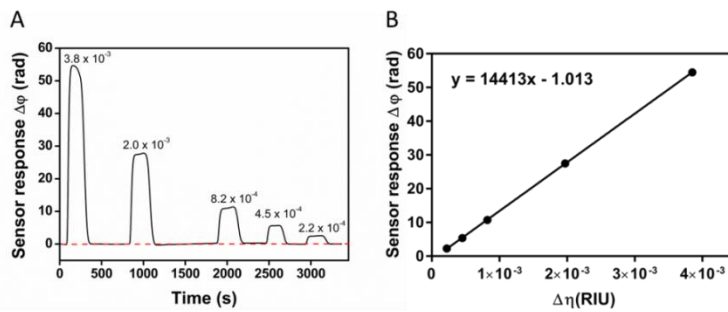 A
Sensor response Δφ (rad)
60
50
40
30
20
10
0
3.8 x 10⁻³
2.0 x 10⁻³
8.2 x 10⁻⁴
4.5 x 10⁻⁴
2.2 x 10⁻⁴
0 500 1000 1500 2000 2500 3000
Time (s)
B
Sensor response Δφ (rad)
60
50
40
30
20
10
0
y = 14413x - 1.013
0 1×10⁻³ 2×10⁻³ 3×10⁻³ 4×10⁻³
Δη(RIU)